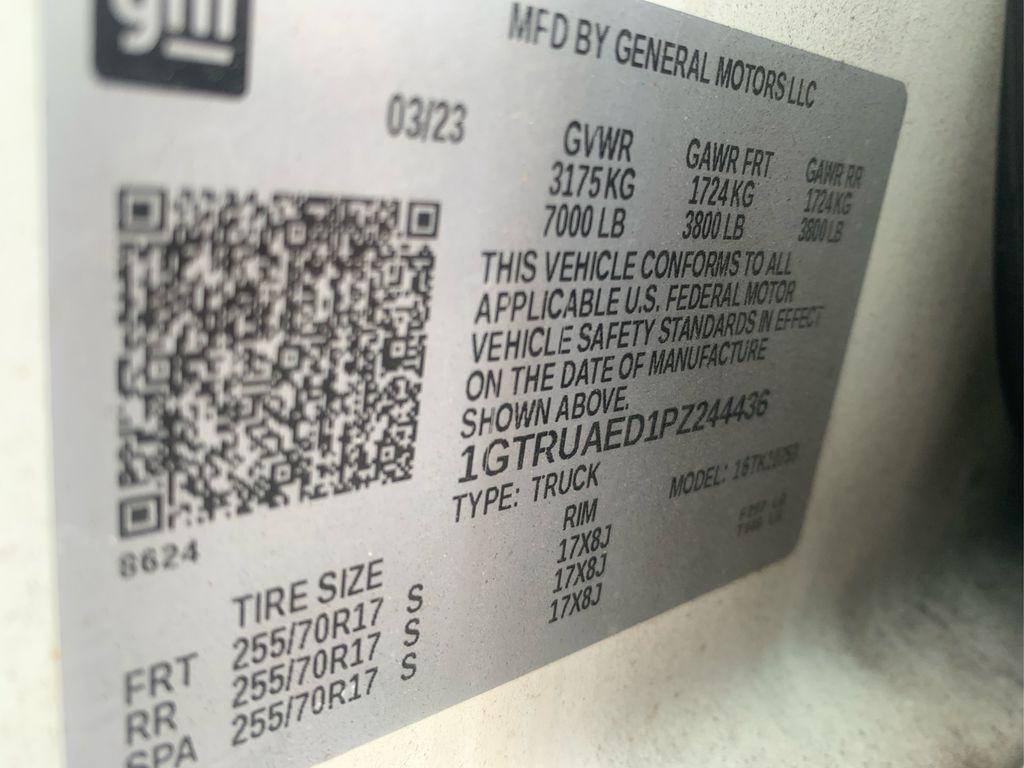 gm
MFD BY GENERAL MOTORS LLC
03/23
GVWR GAWR FRT GAWR RR
3175 KG 1724 KG 1724 KG
7000 LB 3800 LB 3800 LB
THIS VEHICLE CONFORMS TO ALL
APPLICABLE U.S. FEDERAL MOTOR
VEHICLE SAFETY STANDARDS IN EFFECT
ON THE DATE OF MANUFACTURE
SHOWN ABOVE.
1GTRUAED1PZ244436
TYPE: TRUCK MODEL:
8624
TIRE SIZE RIM
FRT 255/70R17 S 17X8J
RR 255/70R17 S 17X8J
SPA 255/70R17 S 17X8J